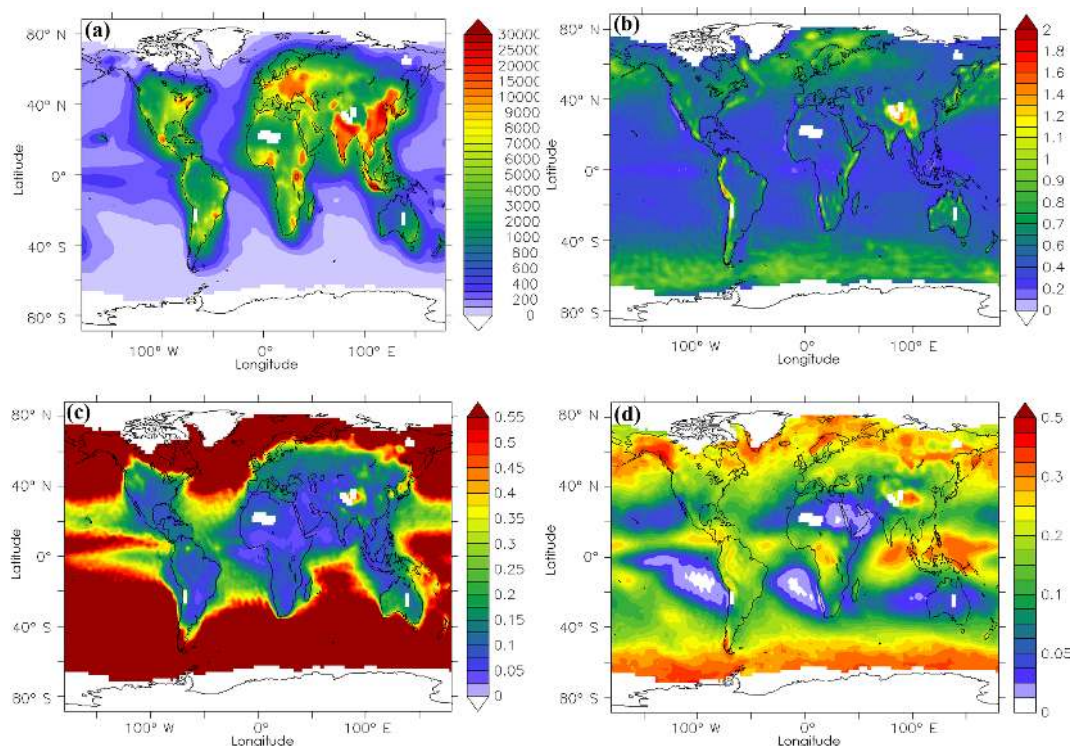 (a)
80° N
40° N
0°
40° S
80° S
Latitude
100° W
0°
100° E
Longitude
30000
20000
15000
10000
9000
8000
7000
6000
5000
4000
3000
2000
1000
800
600
400
200
0
(b)
80° N
40° N
0°
40° S
80° S
Latitude
100° W
0°
100° E
Longitude
2
1.8
1.6
1.4
1.2
1
0.9
0.8
0.7
0.6
0.5
0.4
0.2
0
(c)
80° N
40° N
0°
40° S
80° S
Latitude
100° W
0°
100° E
Longitude
0.55
0.5
0.45
0.4
0.35
0.3
0.25
0.2
0.15
0.1
0.05
0
(d)
80° N
40° N
0°
40° S
80° S
Latitude
100° W
0°
100° E
Longitude
0.5
0.3
0.2
0.1
0.05
0